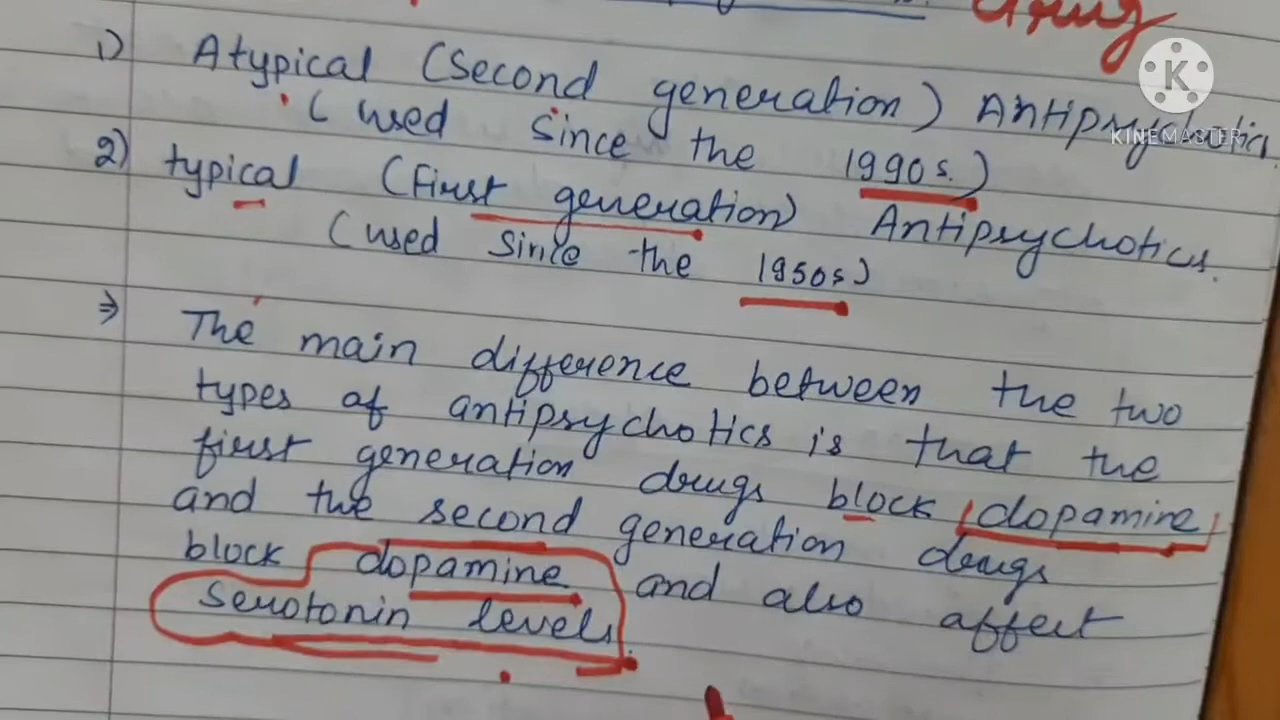 1) Atypical (Second generation) Antipsychotics
(used since the 1990s.)
2) typical (first generation) Antipsychotics.
(used since the 1950s)
⇒ The main difference between the two
types of antipsychotics is that the
first generation drugs block dopamine
and the second generation drugs
block dopamine and also affect
serotonin levels.
K
KINEMASTER